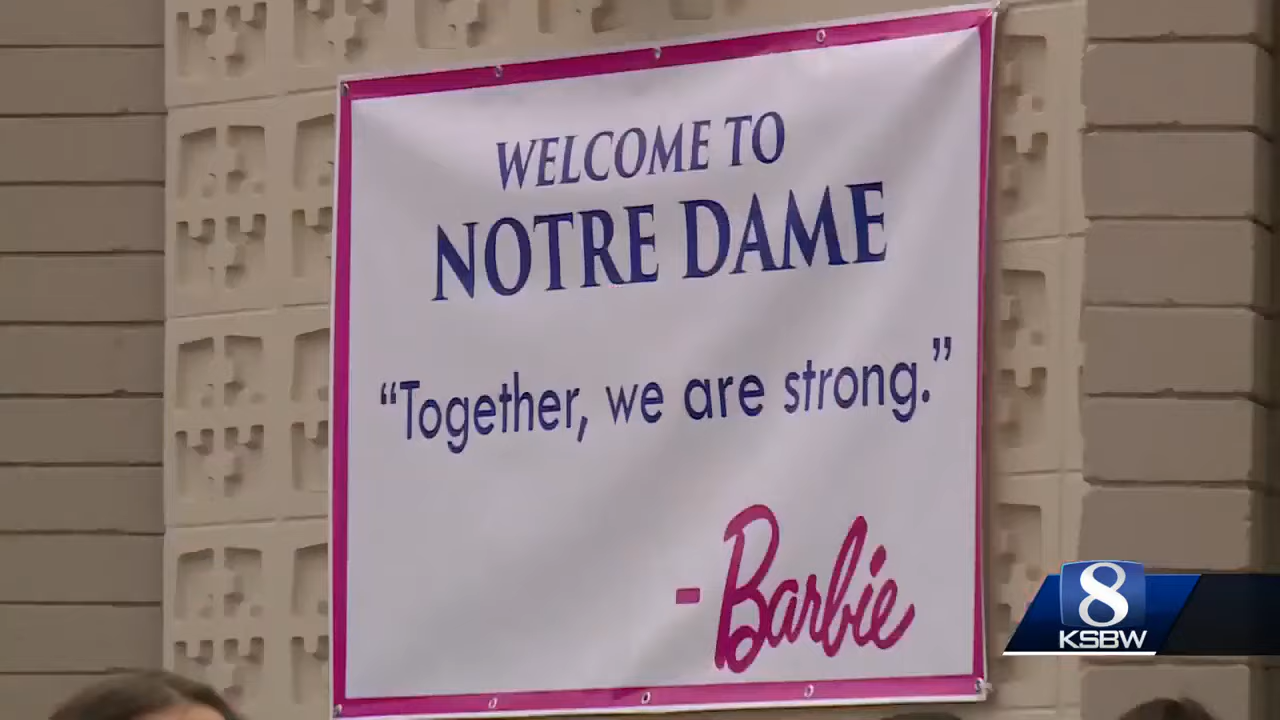 WELCOME TO
NOTRE DAME
“Together, we are strong.”
-Barbie
8
KSBW